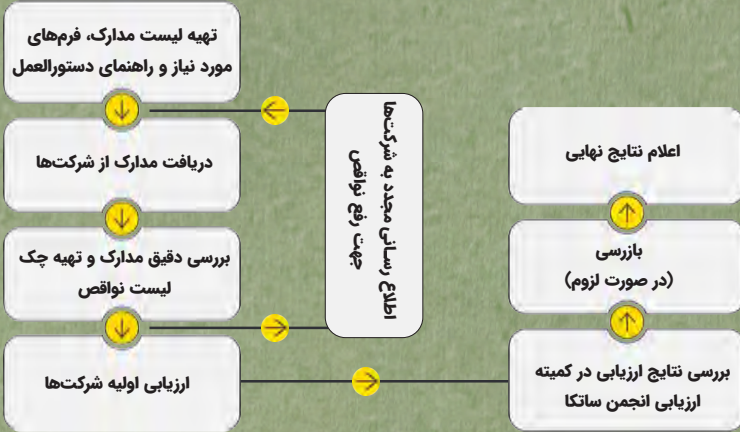 تهیه لیست مدارک، فرم‌های
مورد نیاز و راهنمای دستورالعمل
دریافت مدارک از شرکت‌ها
بررسی دقیق مدارک و تهیه چک
لیست نواقص
ارزیابی اولیه شرکت‌ها
اطلاع رسانی مجدد به شرکت‌ها
جهت رفع نواقص
بررسی نتایج ارزیابی در کمیته
ارزیابی انجمن ساتکا
بازرسی
(در صورت لزوم)
اعلام نتایج نهایی